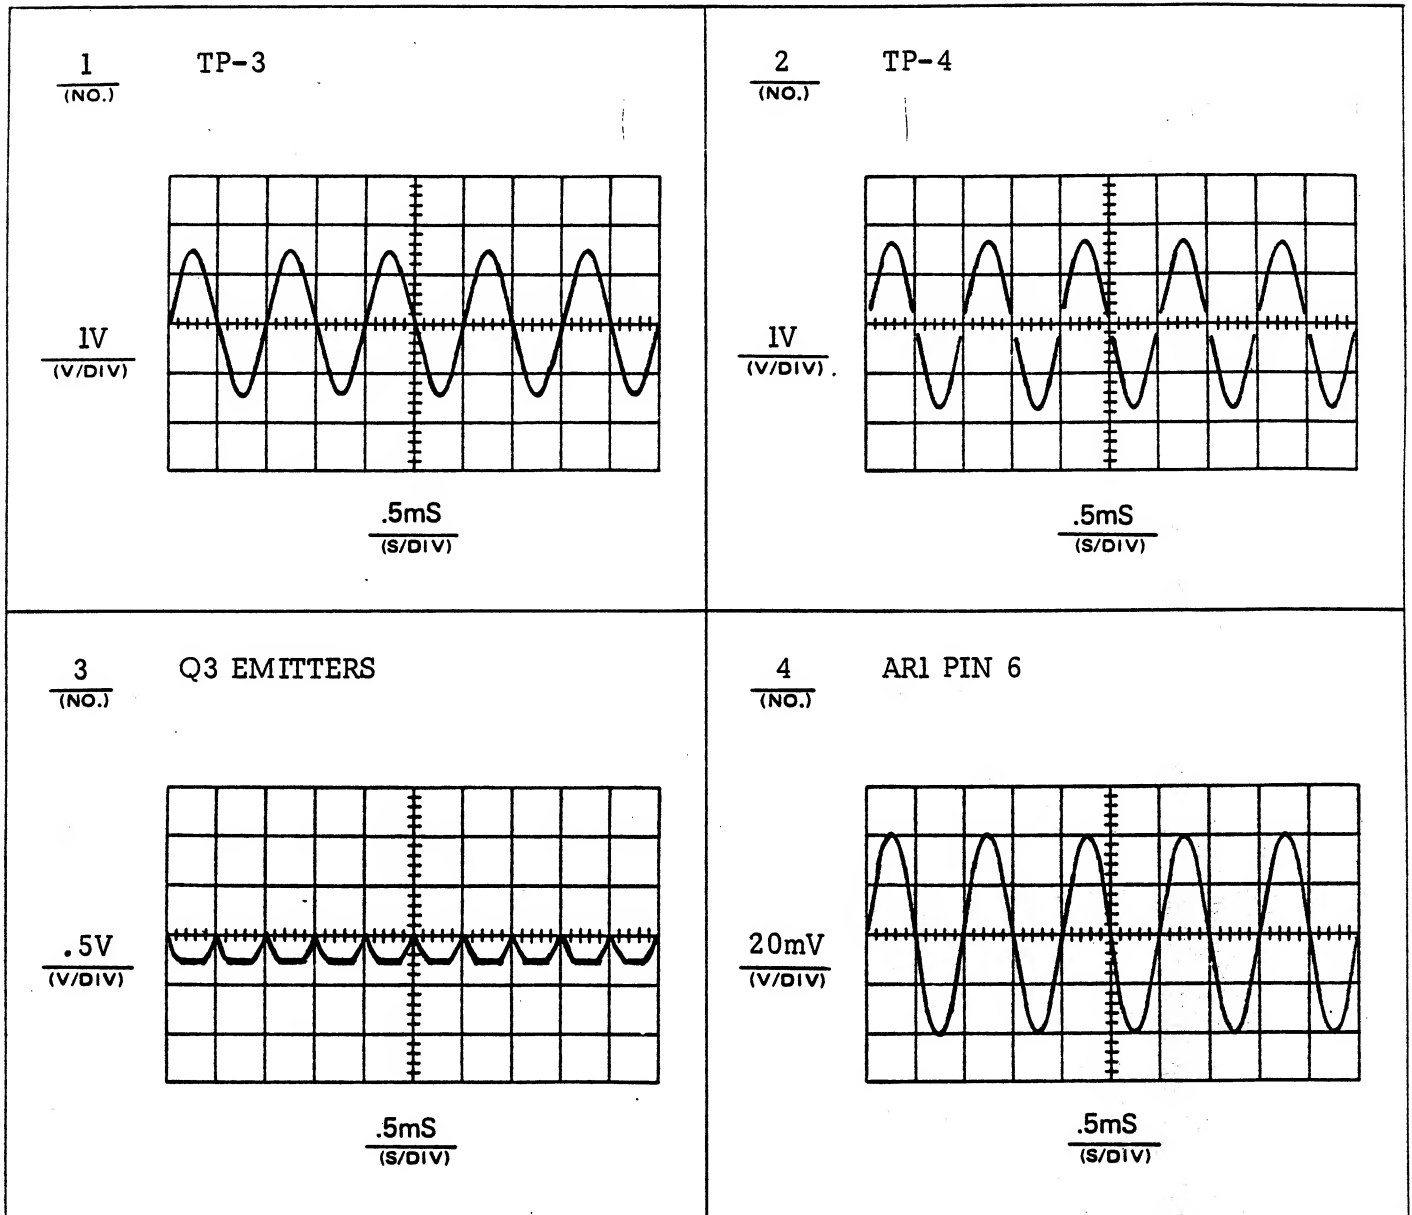 1
(NO.)
TP-3
1V
(V/DIV)
.5mS
(S/DIV)
2
(NO.)
TP-4
1V
(V/DIV)
.5mS
(S/DIV)
3
(NO.)
Q3 EMITTERS
.5V
(V/DIV)
.5mS
(S/DIV)
4
(NO.)
AR1 PIN 6
20mV
(V/DIV)
.5mS
(S/DIV)